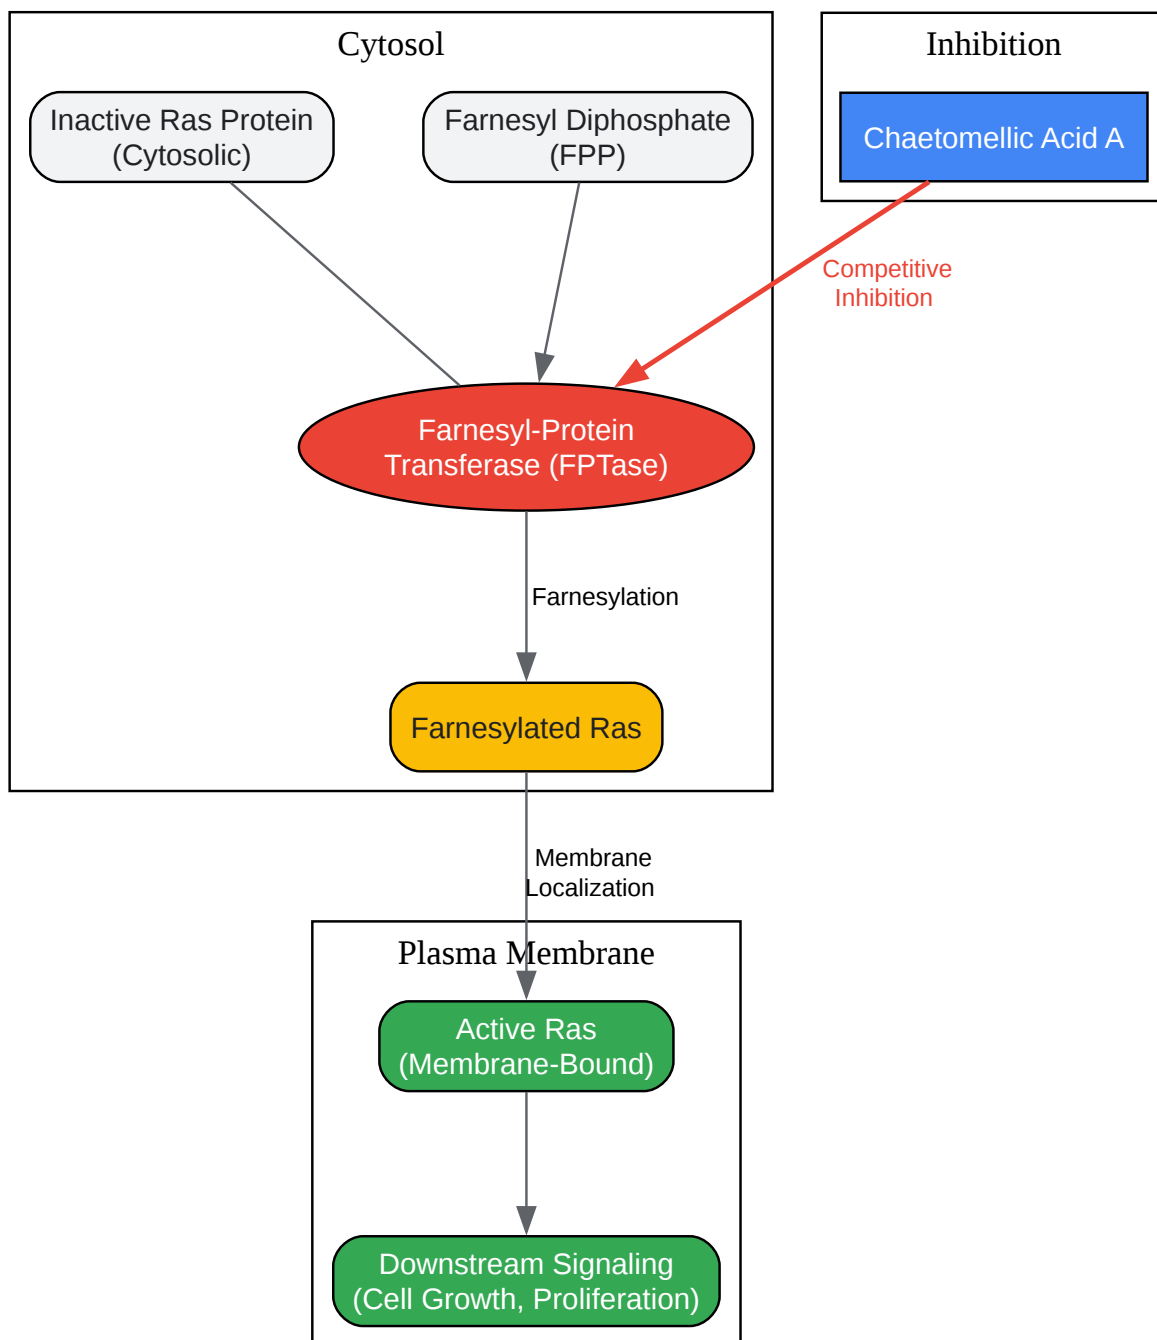 Cytosol
Inhibition
Inactive Ras Protein
(Cytosolic)
Farnesyl Diphosphate
(FPP)
Chaetomellic Acid A
Competitive
Inhibition
Farnesyl-Protein
Transferase (FPTase)
Farnesylation
Farnesylated Ras
Membrane
Localization
Plasma Membrane
Active Ras
(Membrane-Bound)
Downstream Signaling
(Cell Growth, Proliferation)